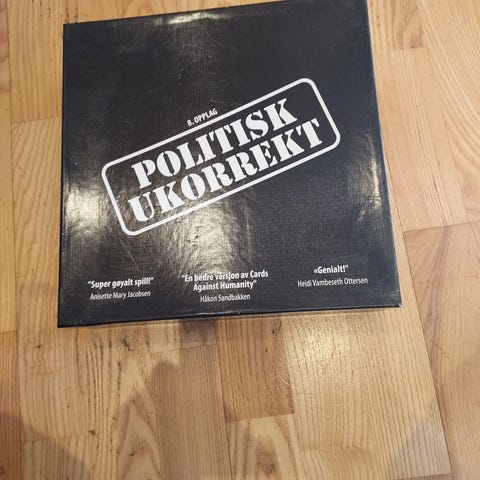 8. OPPLAG
POLITISK
UKORREKT
"Super gøyalt spill!"
Anisette Mary Jacobsen
"En bedre versjon av Cards
Against Humanity"
Håkon Sandbakken
«Genialt!"
Heidi Vambeseth Ottersen